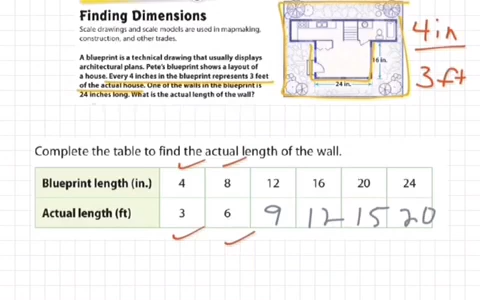 Finding Dimensions
Scale drawings and scale models are used in mapmaking,
construction, and other trades.
A blueprint is a technical drawing that usually displays
architectural plans. Pete's blueprint shows a layout of
a house. Every 4 inches in the blueprint represents 3 feet
of the actual house. One of the walls in the blueprint is
24 inches long. What is the actual length of the wall?
16 in.
24 in.
4 in
3 ft
Complete the table to find the actual length of the wall.
Blueprint length (in.) 4 8 12 16 20 24
Actual length (ft) 3 6 9 12 15 20